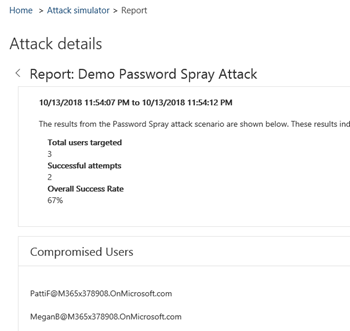 Home > Attack simulator > Report
Attack details
< Report: Demo Password Spray Attack
10/13/2018 11:54:07 PM to 10/13/2018 11:54:12 PM
The results from the Password Spray attack scenario are shown below. These results ind
Total users targeted
3
Successful attempts
2
Overall Success Rate
67%
Compromised Users
PattiF@M365x378908.OnMicrosoft.com
MeganB@M365x378908.OnMicrosoft.com